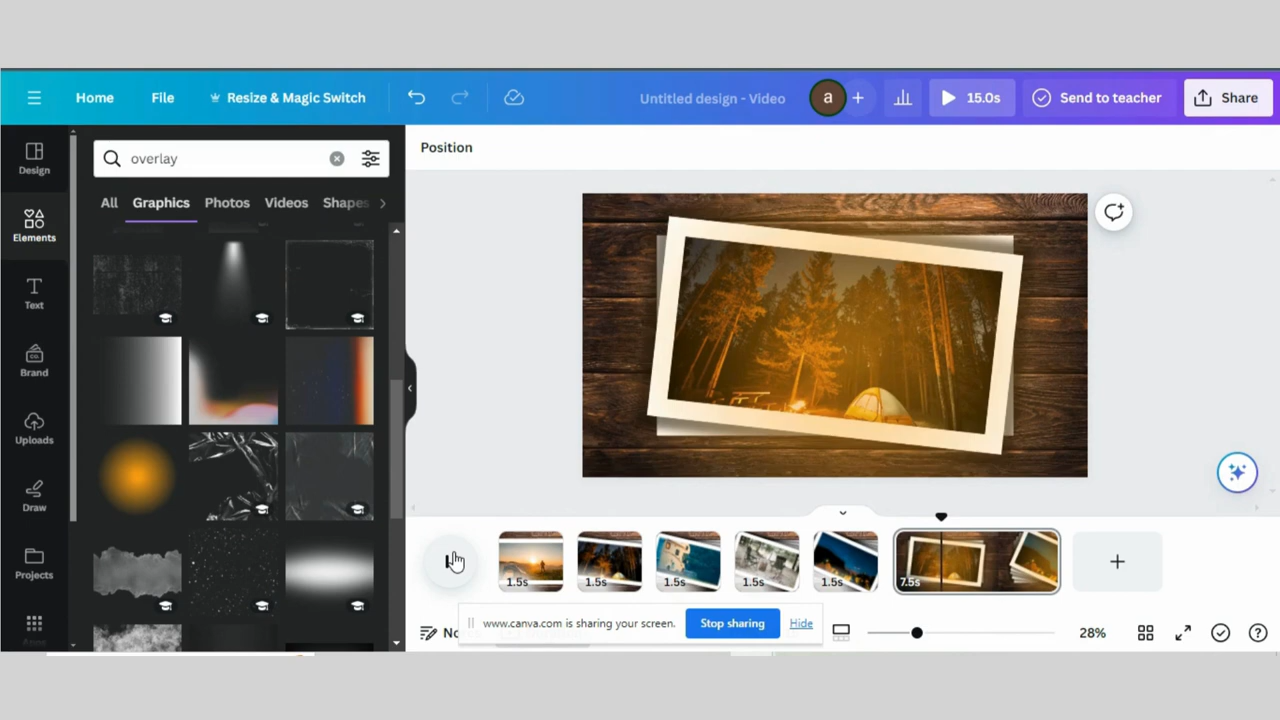 Home File Resize & Magic Switch Untitled design - Video a 15.0s Send to teacher Share
Design
Elements
Text
Brand
CO.
Uploads
Draw
Projects
overlay
All Graphics Photos Videos Shapes
Position
1.5s 1.5s 1.5s 1.5s 1.5s 7.5s
www.canva.com is sharing your screen. Stop sharing Hide
28%